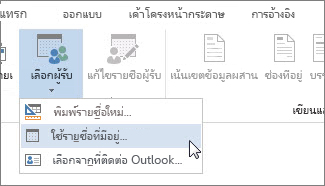 แทรก ออกแบบ เค้าโครงหน้ากระดาษ การอ้างอิง
เลือกผู้รับ แก้ไขรายชื่อผู้รับ เน้นเขตข้อมูลผสาน ช่องที่อยู่ บรร
พิมพ์รายชื่อใหม่...
ใช้รายชื่อที่มีอยู่...
เลือกจากที่ติดต่อ Outlook...
เขียนและ